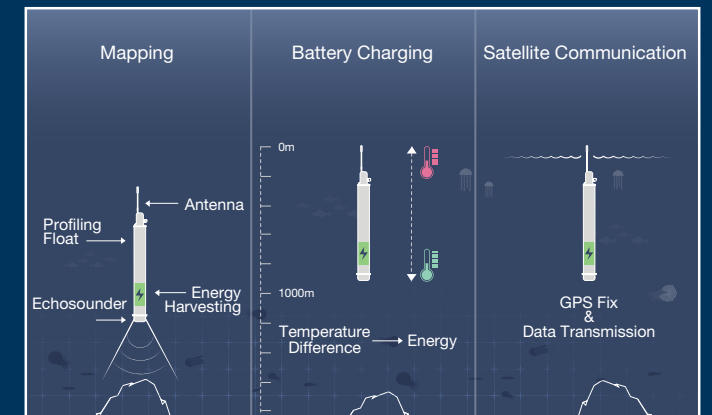 Mapping
Antenna
Profiling
Float
Energy
Harvesting
Echosounder
Battery Charging
0m
1000m
Temperature
Difference
Energy
Satellite Communication
GPS Fix
&
Data Transmission